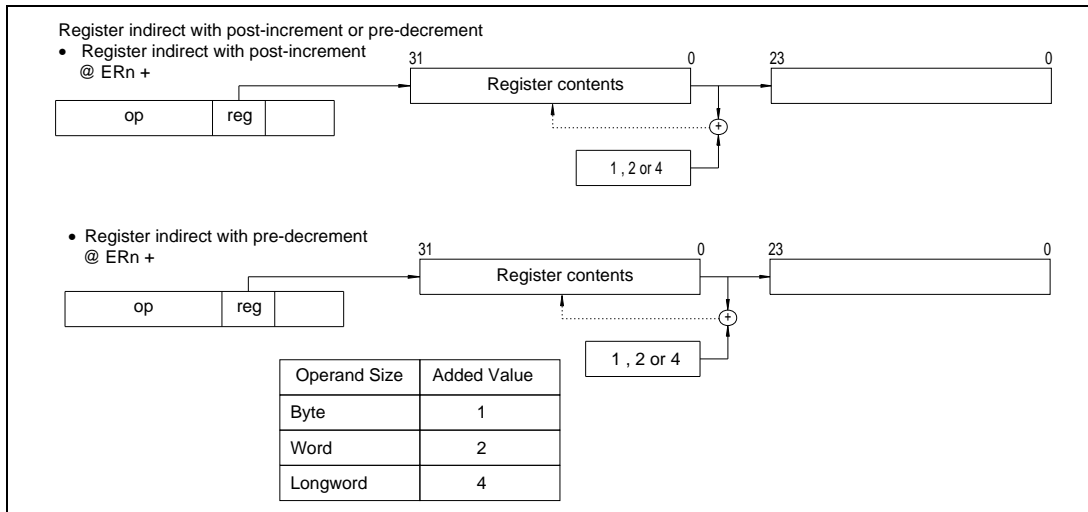 Register indirect with post-increment or pre-decrement
• Register indirect with post-increment
@ ERn +
31 0 23 0
Register contents
op reg
+
1 , 2 or 4
• Register indirect with pre-decrement
@ ERn +
31 0 23 0
Register contents
op reg
+
1 , 2 or 4
Operand Size Added Value
Byte 1
Word 2
Longword 4